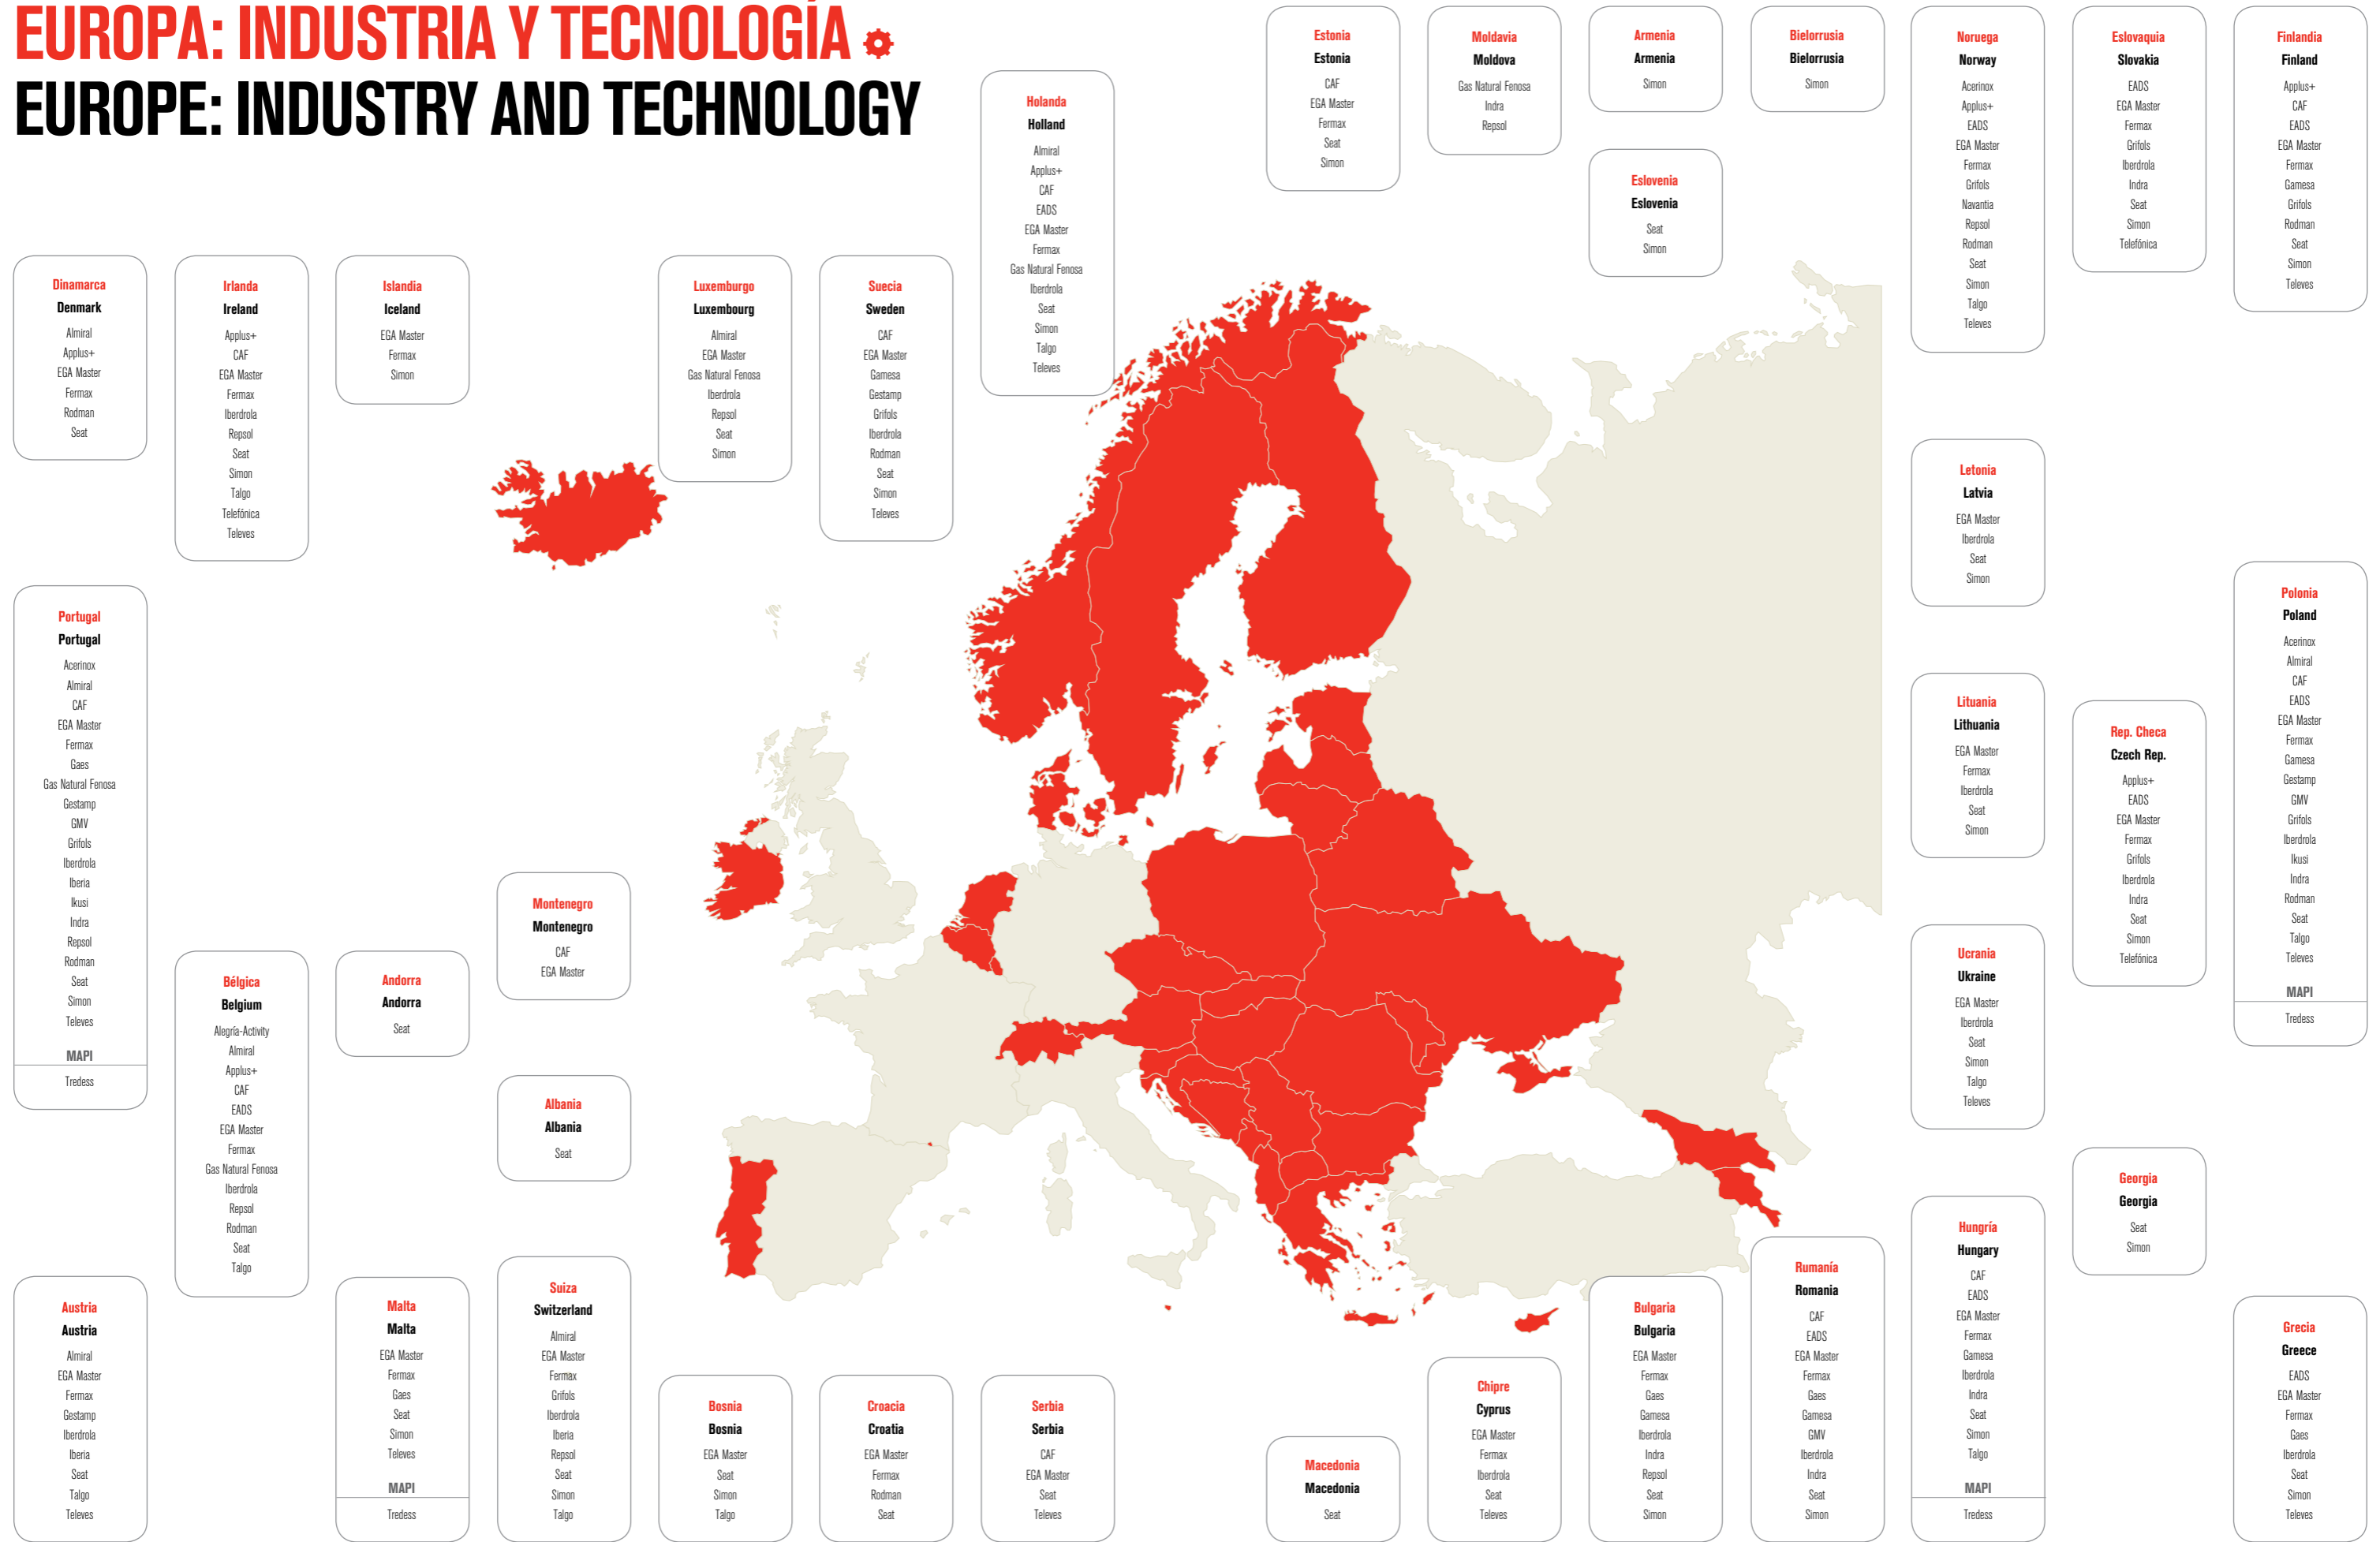 EUROPA: INDUSTRIA Y TECNOLOGÍA
EUROPE: INDUSTRY AND TECHNOLOGY
Holanda
Holland
Almiral
Applus+
CAF
EADS
EGA Master
Fermax
Gas Natural Fenosa
Iberdrola
Seat
Simon
Talgo
Televes
Estonia
Estonia
CAF
EGA Master
Fermax
Seat
Simon
Moldavia
Moldova
Gas Natural Fenosa
Indra
Repsol
Armenia
Armenia
Simon
Bielorrusia
Bielorrusia
Simon
Eslovenia
Eslovenia
Seat
Simon
Noruega
Norway
Acerinox
Applus+
EADS
EGA Master
Fermax
Grifols
Navantia
Repsol
Rodman
Seat
Simon
Talgo
Televes
Eslovaquia
Slovakia
EADS
EGA Master
Fermax
Grifols
Iberdrola
Indra
Seat
Simon
Telefónica
Finlandia
Finland
Applus+
CAF
EADS
EGA Master
Fermax
Gamesa
Grifols
Rodman
Seat
Simon
Televes
Dinamarca
Denmark
Almiral
Applus+
EGA Master
Fermax
Rodman
Seat
Irlanda
Ireland
Applus+
CAF
EGA Master
Fermax
Iberdrola
Repsol
Seat
Simon
Talgo
Telefónica
Televes
Islandia
Iceland
EGA Master
Fermax
Simon
Luxemburgo
Luxembourg
Almiral
EGA Master
Gas Natural Fenosa
Iberdrola
Repsol
Seat
Simon
Suecia
Sweden
CAF
EGA Master
Gamesa
Gestamp
Grifols
Iberdrola
Rodman
Seat
Simon
Televes
Letonia
Latvia
EGA Master
Iberdrola
Seat
Simon
Polonia
Poland
Acerinox
Almiral
CAF
EADS
EGA Master
Fermax
Gamesa
Gestamp
GMV
Grifols
Iberdrola
Ikusi
Indra
Rodman
Seat
Talgo
Televes
MAPI
Tredess
Portugal
Portugal
Acerinox
Almiral
CAF
EGA Master
Fermax
Gaes
Gas Natural Fenosa
Gestamp
GMV
Grifols
Iberdrola
Iberia
Ikusi
Indra
Repsol
Rodman
Seat
Simon
Televes
MAPI
Tredess
Lituania
Lithuania
EGA Master
Fermax
Iberdrola
Seat
Simon
Rep. Checa
Czech Rep.
Applus+
EADS
EGA Master
Fermax
Grifols
Iberdrola
Indra
Seat
Simon
Telefónica
Montenegro
Montenegro
CAF
EGA Master
Bélgica
Belgium
Alegría-Activity
Almiral
Applus+
CAF
EADS
EGA Master
Fermax
Gas Natural Fenosa
Iberdrola
Repsol
Rodman
Seat
Talgo
Andorra
Andorra
Seat
Ucrania
Ukraine
EGA Master
Iberdrola
Seat
Simon
Talgo
Televes
Albania
Albania
Seat
Georgia
Georgia
Seat
Simon
Austria
Austria
Almiral
EGA Master
Fermax
Gestamp
Iberdrola
Iberia
Seat
Talgo
Televes
Malta
Malta
EGA Master
Fermax
Gaes
Seat
Simon
Televes
MAPI
Tredess
Suiza
Switzerland
Almiral
EGA Master
Fermax
Grifols
Iberdrola
Iberia
Repsol
Seat
Simon
Talgo
Bosnia
Bosnia
EGA Master
Seat
Simon
Talgo
Croacia
Croatia
EGA Master
Fermax
Rodman
Seat
Serbia
Serbia
CAF
EGA Master
Seat
Televes
Macedonia
Macedonia
Seat
Chipre
Cyprus
EGA Master
Fermax
Iberdrola
Seat
Televes
Bulgaria
Bulgaria
EGA Master
Fermax
Gaes
Gamesa
Iberdrola
Indra
Repsol
Seat
Simon
Rumanía
Romania
CAF
EADS
EGA Master
Fermax
Gaes
Gamesa
GMV
Iberdrola
Indra
Seat
Simon
Hungría
Hungary
CAF
EADS
EGA Master
Fermax
Gamesa
Iberdrola
Indra
Seat
Simon
Talgo
MAPI
Tredess
Grecia
Greece
EADS
EGA Master
Fermax
Gaes
Iberdrola
Seat
Simon
Televes